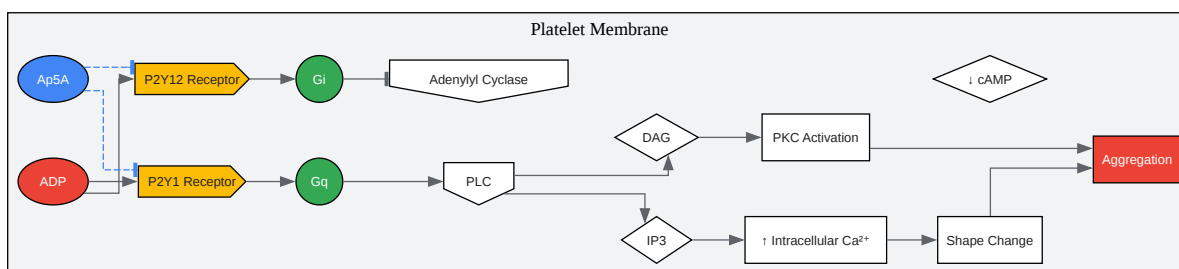 Platelet Membrane
Ap5A
P2Y12 Receptor
Gi
Adenylyl Cyclase
↓ cAMP
DAG
PKC Activation
Aggregation
ADP
P2Y1 Receptor
Gq
PLC
IP3
↑ Intracellular Ca²⁺
Shape Change